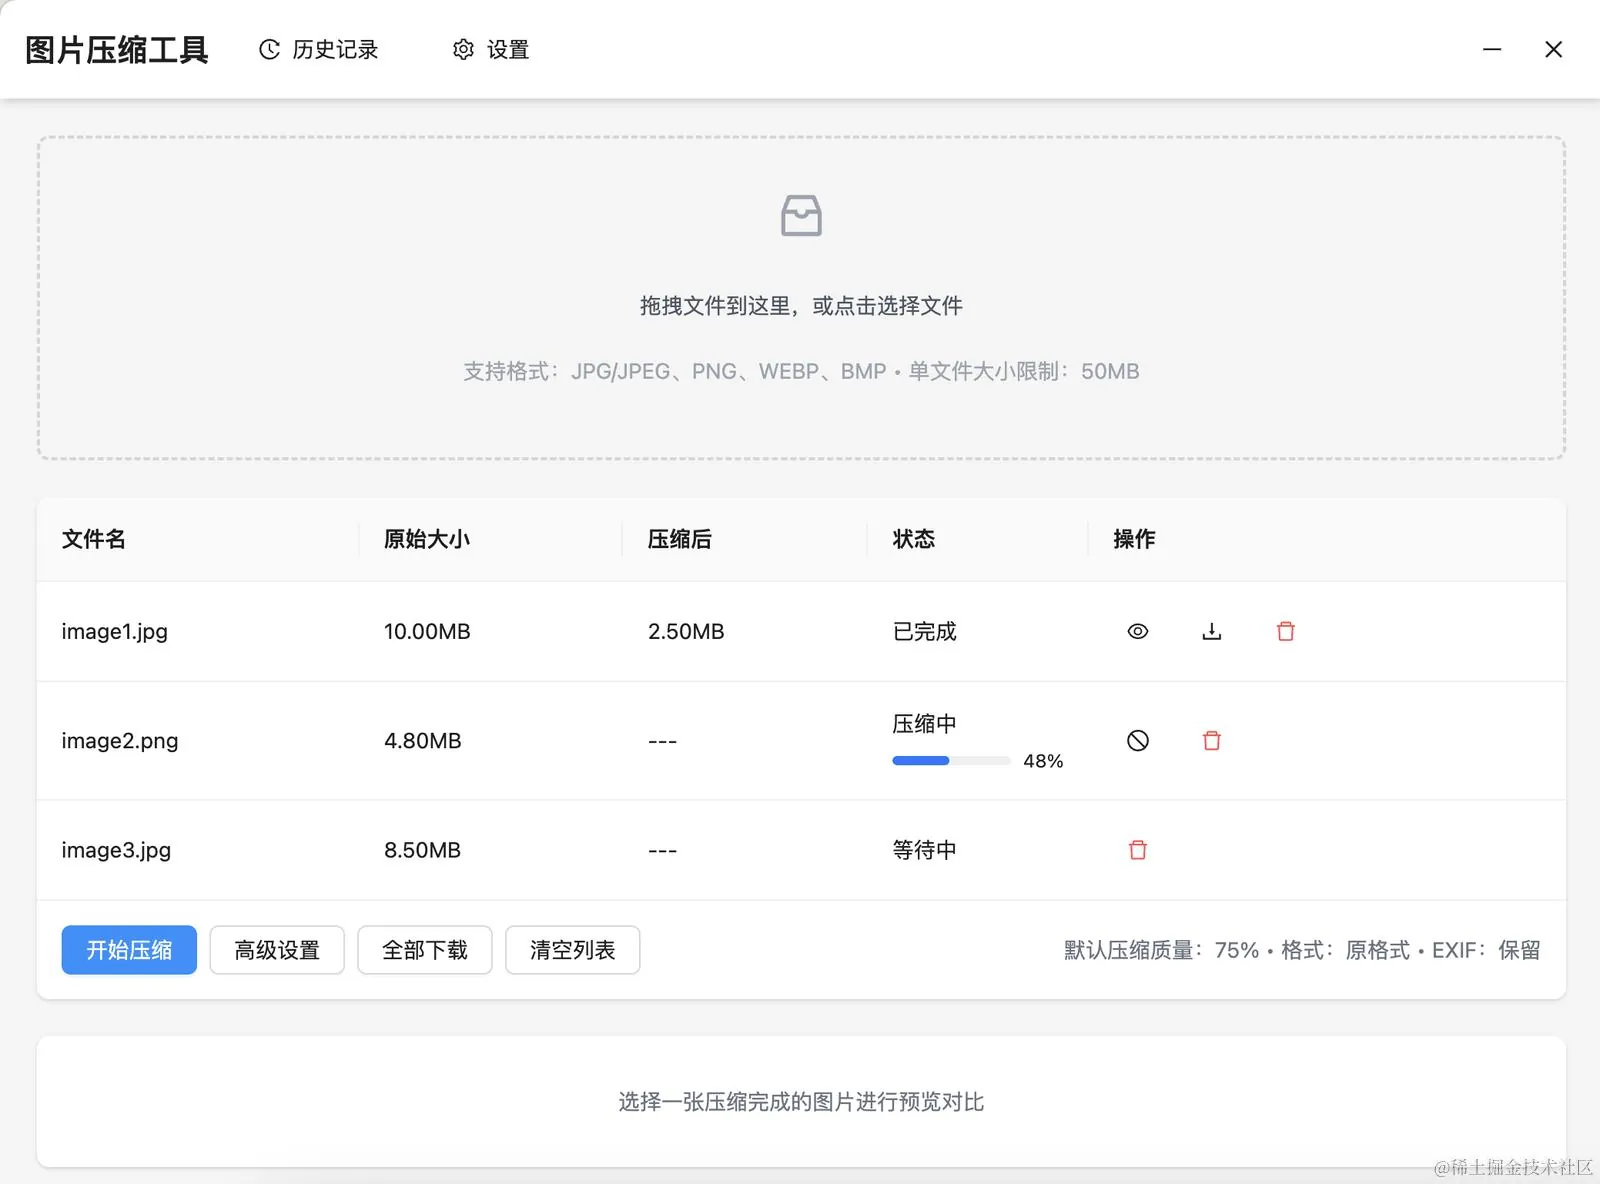 图片压缩工具 历史记录 设置
拖拽文件到这里，或点击选择文件
支持格式：JPG/JPEG、PNG、WEBP、BMP • 单文件大小限制：50MB
文件名 原始大小 压缩后 状态 操作
image1.jpg 10.00MB 2.50MB 已完成
image2.png 4.80MB --- 压缩中 48%
image3.jpg 8.50MB --- 等待中
开始压缩 高级设置 全部下载 清空列表 默认压缩质量：75% • 格式：原格式 • EXIF：保留
选择一张压缩完成的图片进行预览对比
@稀土掘金技术社区